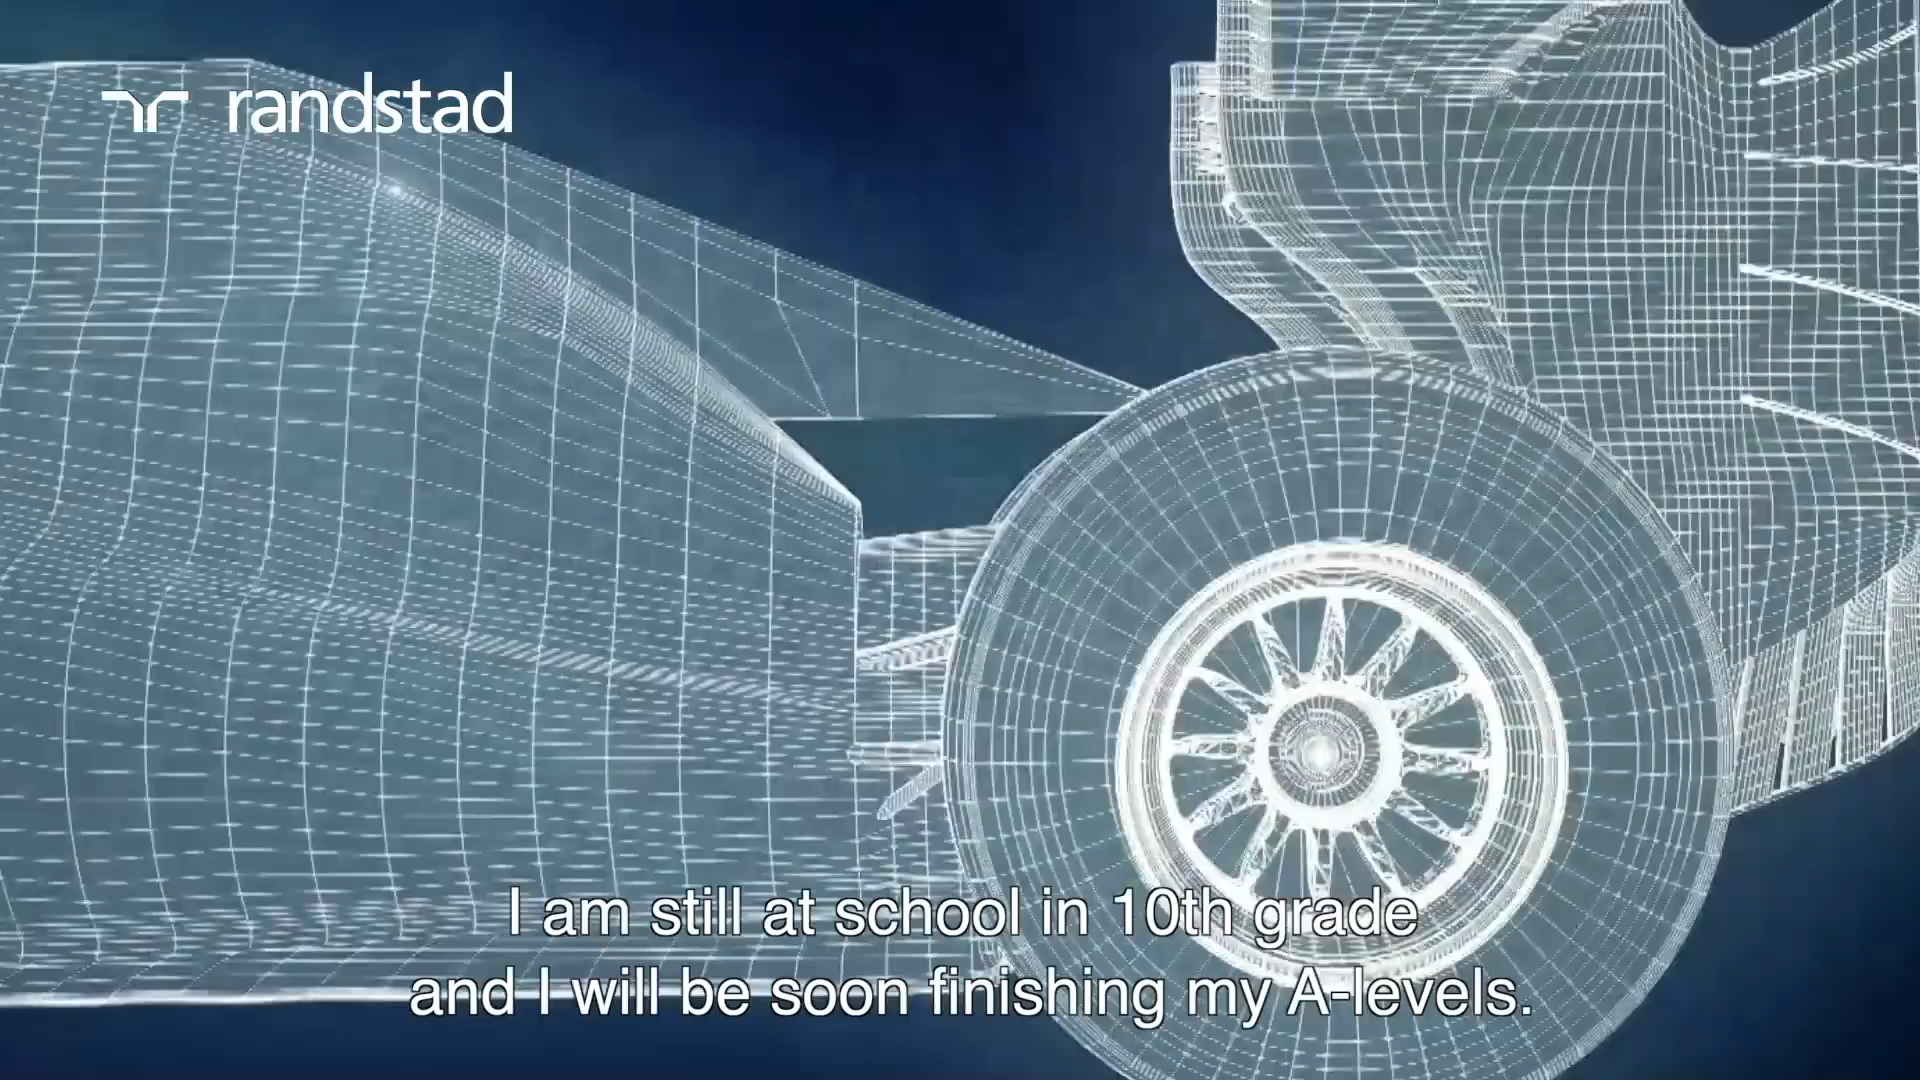 randstad
I am still at school in 10th grade
and I will be soon finishing my A-levels.